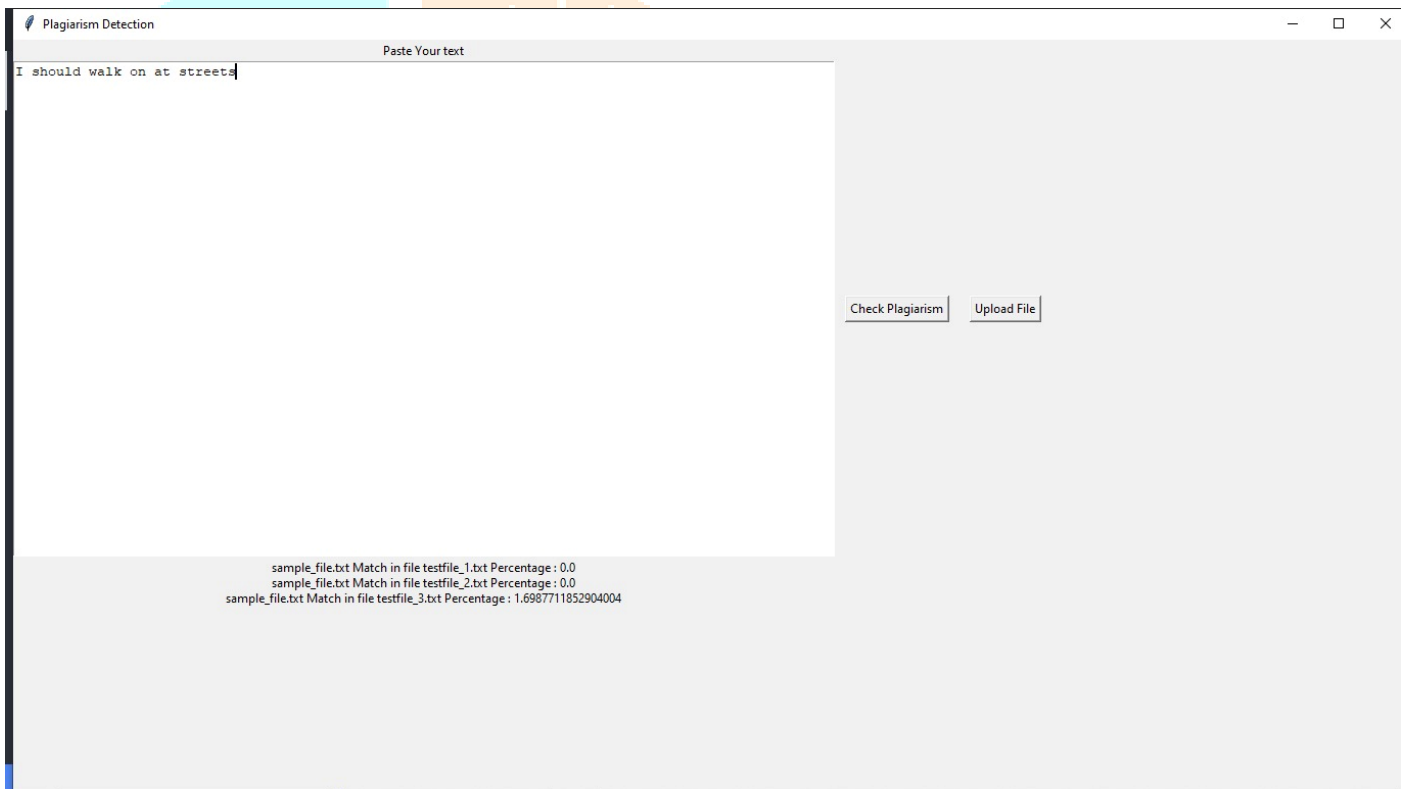 Plagiarism Detection
Paste Your text
I should walk on at streets
Check Plagiarism
Upload File
sample_file.txt Match in file testfile_1.txt Percentage : 0.0
sample_file.txt Match in file testfile_2.txt Percentage : 0.0
sample_file.txt Match in file testfile_3.txt Percentage : 1.6987711852904004